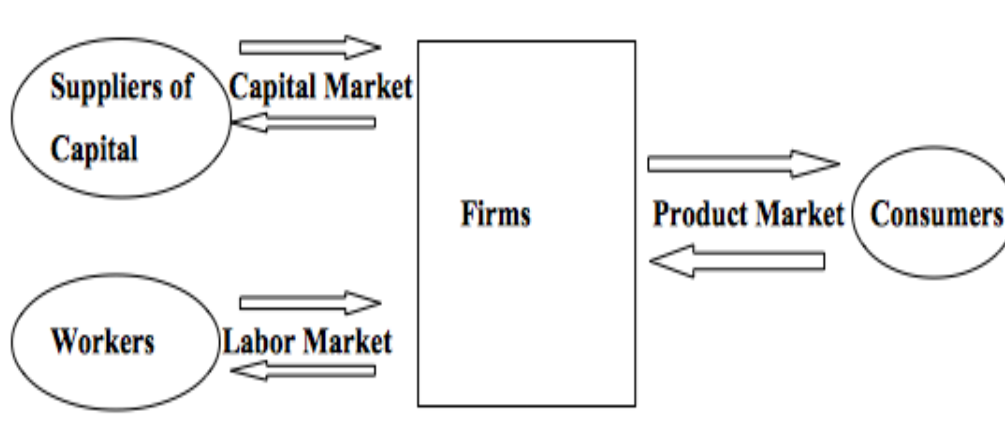 Suppliers of
Capital
Capital Market
Firms
Product Market
Consumers
Workers
Labor Market